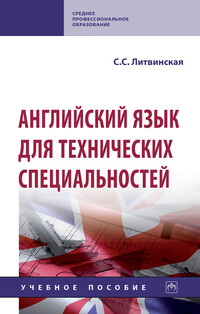 СРЕДНЕЕ
ПРОФЕССИОНАЛЬНОЕ
ОБРАЗОВАНИЕ
С.С. Литвинская
АНГЛИЙСКИЙ ЯЗЫК
ДЛЯ ТЕХНИЧЕСКИХ
СПЕЦИАЛЬНОСТЕЙ
УЧЕБНОЕ ПОСОБИЕ